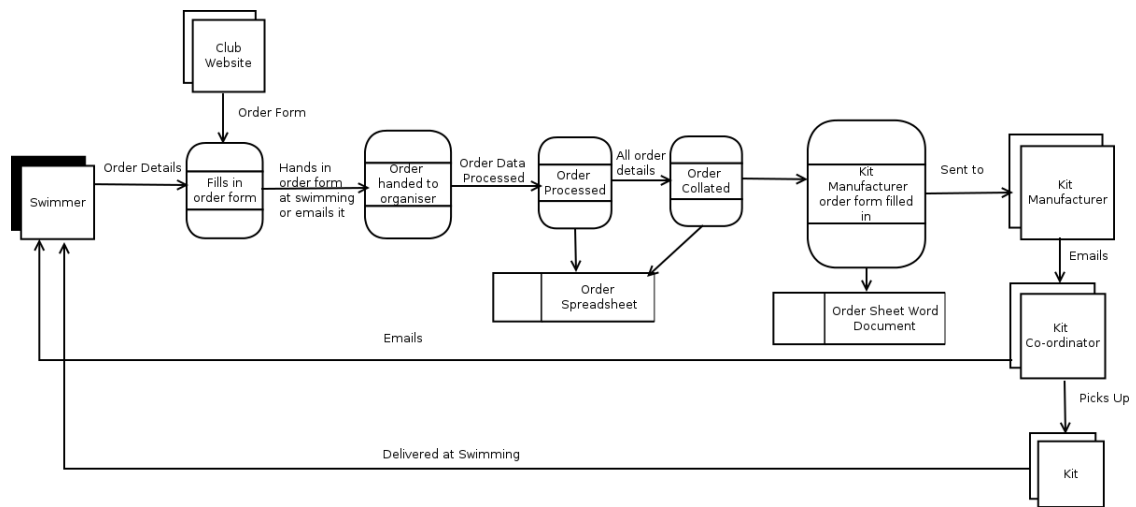 Club
Website
Order Form
Swimmer
Order Details
Fills in
order form
Hands in
order form
at swimming
or emails it
Order
handed to
organiser
Order Data
Processed
Order
Processed
All order
details
Order
Collated
Kit
Manufacturer
order form filled
in
Sent to
Kit
Manufacturer
Emails
Order
Spreadsheet
Order Sheet Word
Document
Kit
Co-ordinator
Emails
Picks Up
Delivered at Swimming
Kit